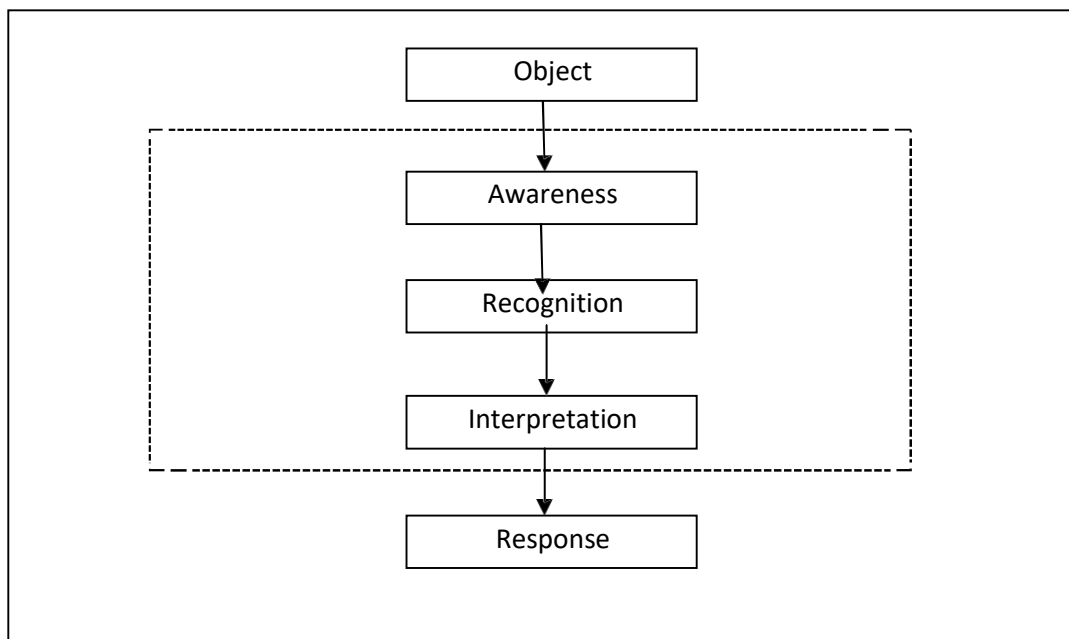 Object
Awareness
Recognition
Interpretation
Response